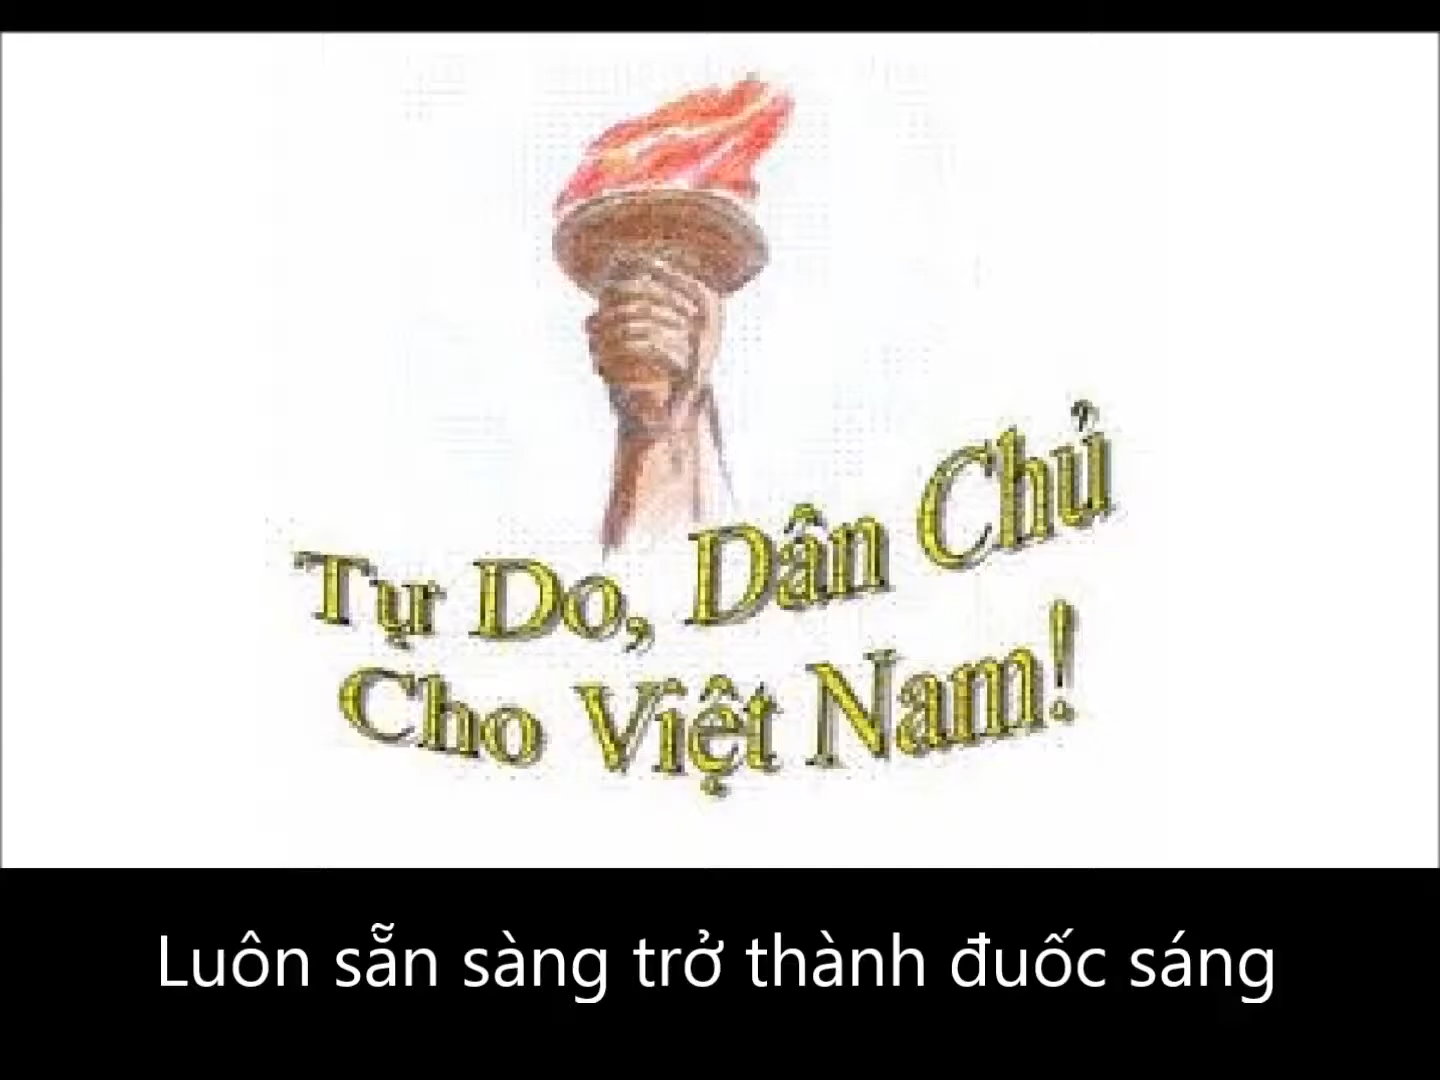 Tự Do, Dân Chủ
Cho Việt Nam!
Luôn sẵn sàng trở thành đuốc sáng